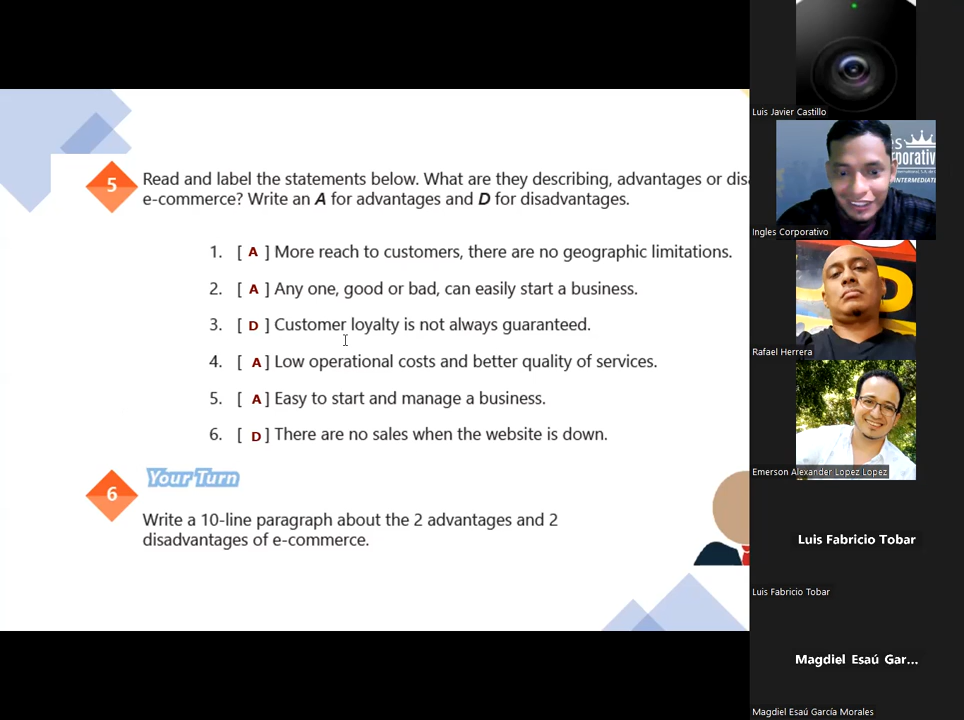 5
Read and label the statements below. What are they describing, advantages or disa
e-commerce? Write an A for advantages and D for disadvantages.
1. [ A ] More reach to customers, there are no geographic limitations.
2. [ A ] Any one, good or bad, can easily start a business.
3. [ D ] Customer loyalty is not always guaranteed.
4. [ A ] Low operational costs and better quality of services.
5. [ A ] Easy to start and manage a business.
6. [ D ] There are no sales when the website is down.
6
Your Turn
Write a 10-line paragraph about the 2 advantages and 2
disadvantages of e-commerce.
Luis Javier Castillo
Ingles Corporativo
Rafael Herrera
Emerson Alexander Lopez Lopez
Luis Fabricio Tobar
Luis Fabricio Tobar
Magdiel Esaú Gar...
Magdiel Esaú García Morales